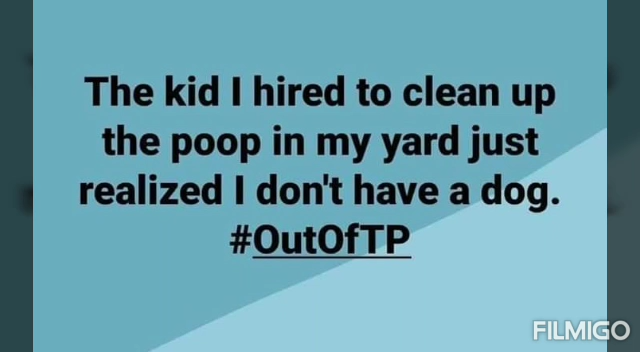 The kid I hired to clean up
the poop in my yard just
realized I don't have a dog.
#OutOfTP
FILMIGO